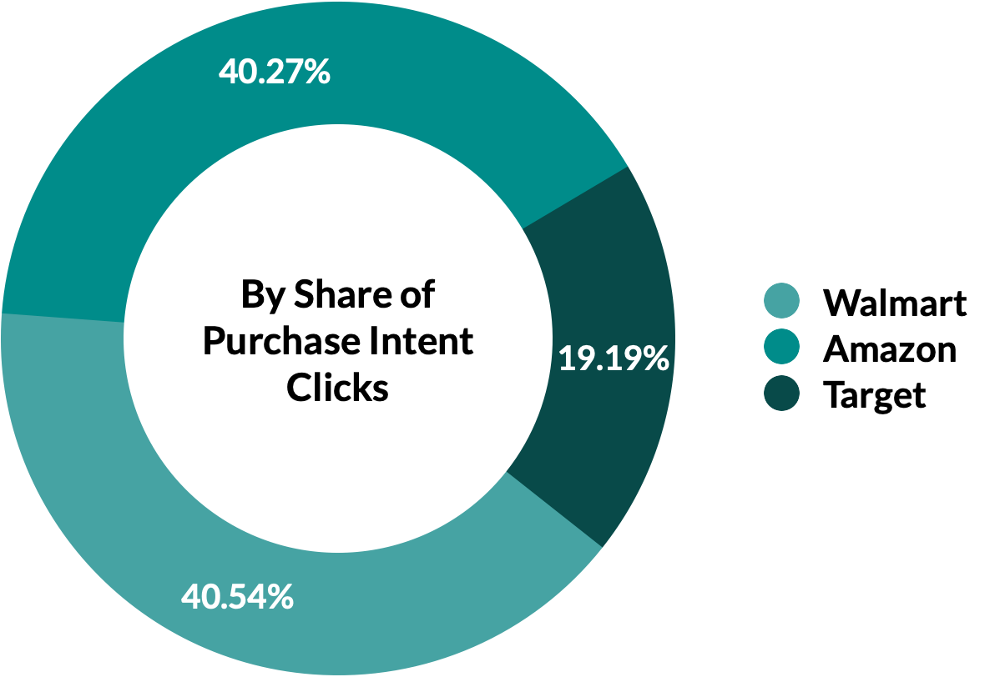 40.27%
By Share of
Purchase Intent
Clicks
19.19%
40.54%
Walmart
Amazon
Target